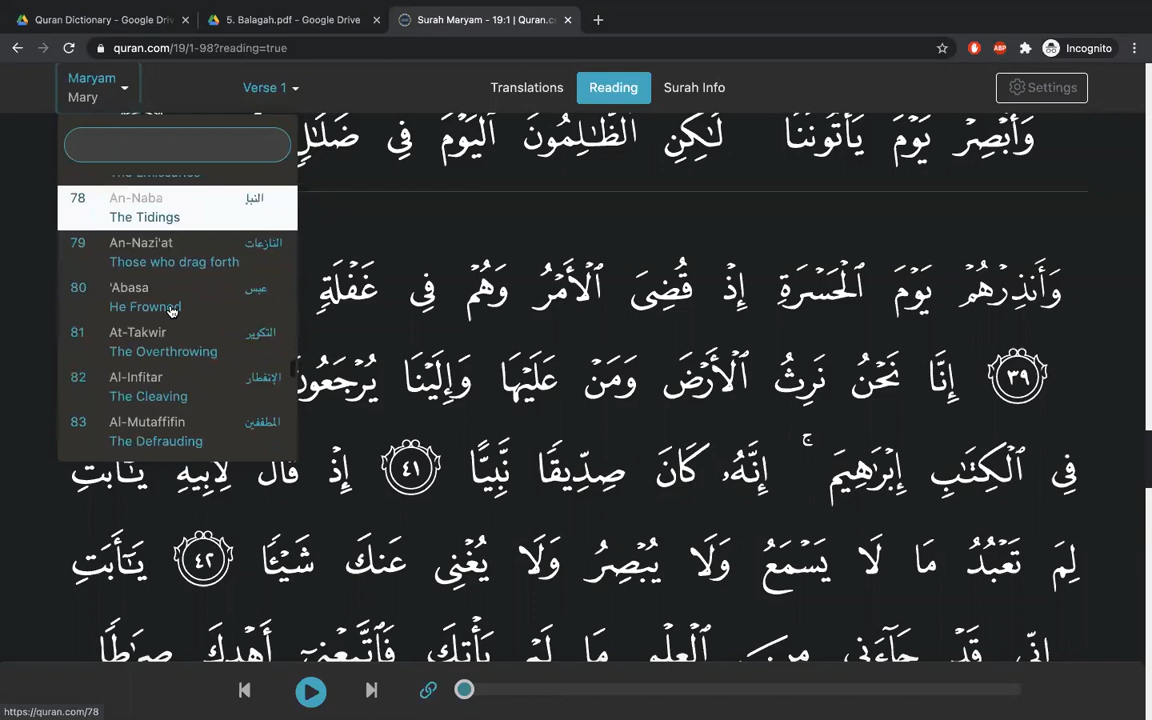 Quran Dictionary - Google Driv
5. Balagah.pdf - Google Drive
Surah Maryam - 19:1 | Quran.c
quran.com/19/1-98?reading=true
ABP
Incognito
Maryam
Mary
Verse 1
Translations
Reading
Surah Info
Settings
78 An-Naba النبإ
The Tidings
79 An-Nazi'at النازعات
Those who drag forth
80 'Abasa عبس
He Frowned
81 At-Takwir التكوير
The Overthrowing
82 Al-Infitar الإنفطار
The Cleaving
83 Al-Mutaffifin المطففين
The Defrauding
وَأَبْصِرْ يَوْمَ يَأْتُونَنَا لَٰكِنِ ٱلظَّٰلِمُونَ ٱلْيَوْمَ فِى ضَلَٰلٍ
وَأَنذِرْهُمْ يَوْمَ ٱلْحَسْرَةِ إِذْ قُضِىَ ٱلْأَمْرُ وَهُمْ فِى غَفْلَةٍ
٣٩ إِنَّا نَحْنُ نَرِثُ ٱلْأَرْضَ وَمَنْ عَلَيْهَا وَإِلَيْنَا يُرْجَعُونَ
فِى ٱلْكِتَٰبِ إِبْرَٰهِيمَ ۚ إِنَّهُۥ كَانَ صِدِّيقًا نَّبِيًّا ٤١ إِذْ قَالَ لِأَبِيهِ يَٰٓأَبَتِ
لِمَ تَعْبُدُ مَا لَا يَسْمَعُ وَلَا يُبْصِرُ وَلَا يُغْنِى عَنكَ شَيْـًٔا ٤٢ يَٰٓأَبَتِ
إِنِّى قَدْ جَآءَنِى مِنَ ٱلْعِلْمِ مَا لَمْ يَأْتِكَ فَٱتَّبِعْنِىٓ أَهْدِكَ صِرَٰطًا
https://quran.com/78